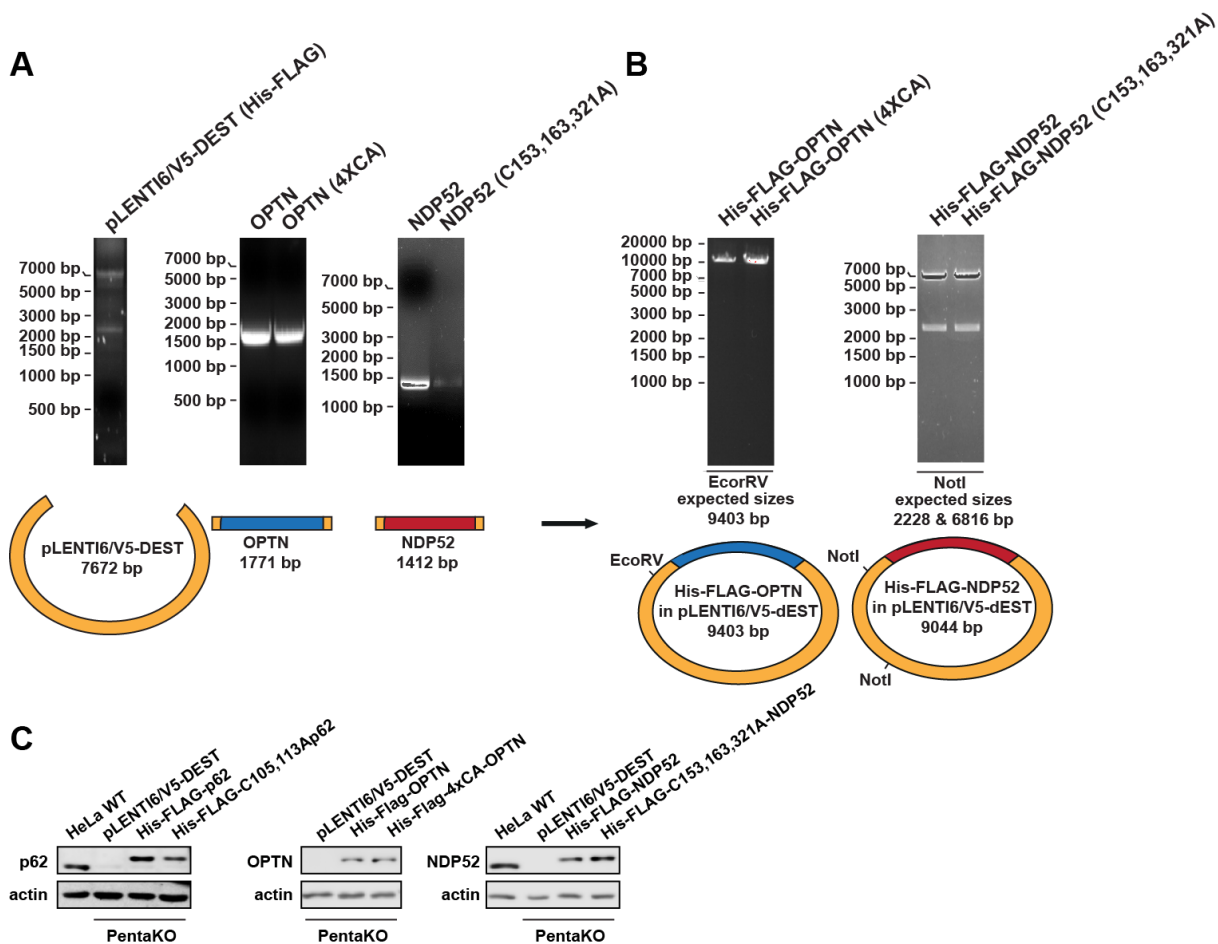 A
pLENTI6/V5-DEST (His-FLAG)
7000 bp
5000 bp
3000 bp
2000 bp
1500 bp
1000 bp
500 bp
OPTN
OPTN (4XCA)
7000 bp
5000 bp
3000 bp
2000 bp
1500 bp
1000 bp
500 bp
NDP52
NDP52 (C153,163,321A)
7000 bp
5000 bp
3000 bp
2000 bp
1500 bp
1000 bp
pLENTI6/V5-DEST
7672 bp
OPTN
1771 bp
NDP52
1412 bp
B
His-FLAG-OPTN
His-FLAG-OPTN (4XCA)
20000 bp
10000 bp
7000 bp
5000 bp
3000 bp
2000 bp
1500 bp
1000 bp
EcorRV
expected sizes
9403 bp
His-FLAG-NDP52
His-FLAG-NDP52 (C153,163,321A)
7000 bp
5000 bp
3000 bp
2000 bp
1500 bp
1000 bp
NotI
expected sizes
2228 & 6816 bp
EcoRV
His-FLAG-OPTN
in pLENTI6/V5-dEST
9403 bp
NotI
His-FLAG-NDP52
in pLENTI6/V5-dEST
9044 bp
NotI
C
HeLa WT
pLENTI6/V5-DEST
His-FLAG-p62
His-FLAG-C105,113Ap62
p62
actin
PentaKO
pLENTI6/V5-DEST
His-Flag-OPTN
His-Flag-4xCA-OPTN
OPTN
actin
PentaKO
HeLa WT
pLENTI6/V5-DEST
His-FLAG-NDP52
His-FLAG-C153,163,321A-NDP52
NDP52
actin
PentaKO